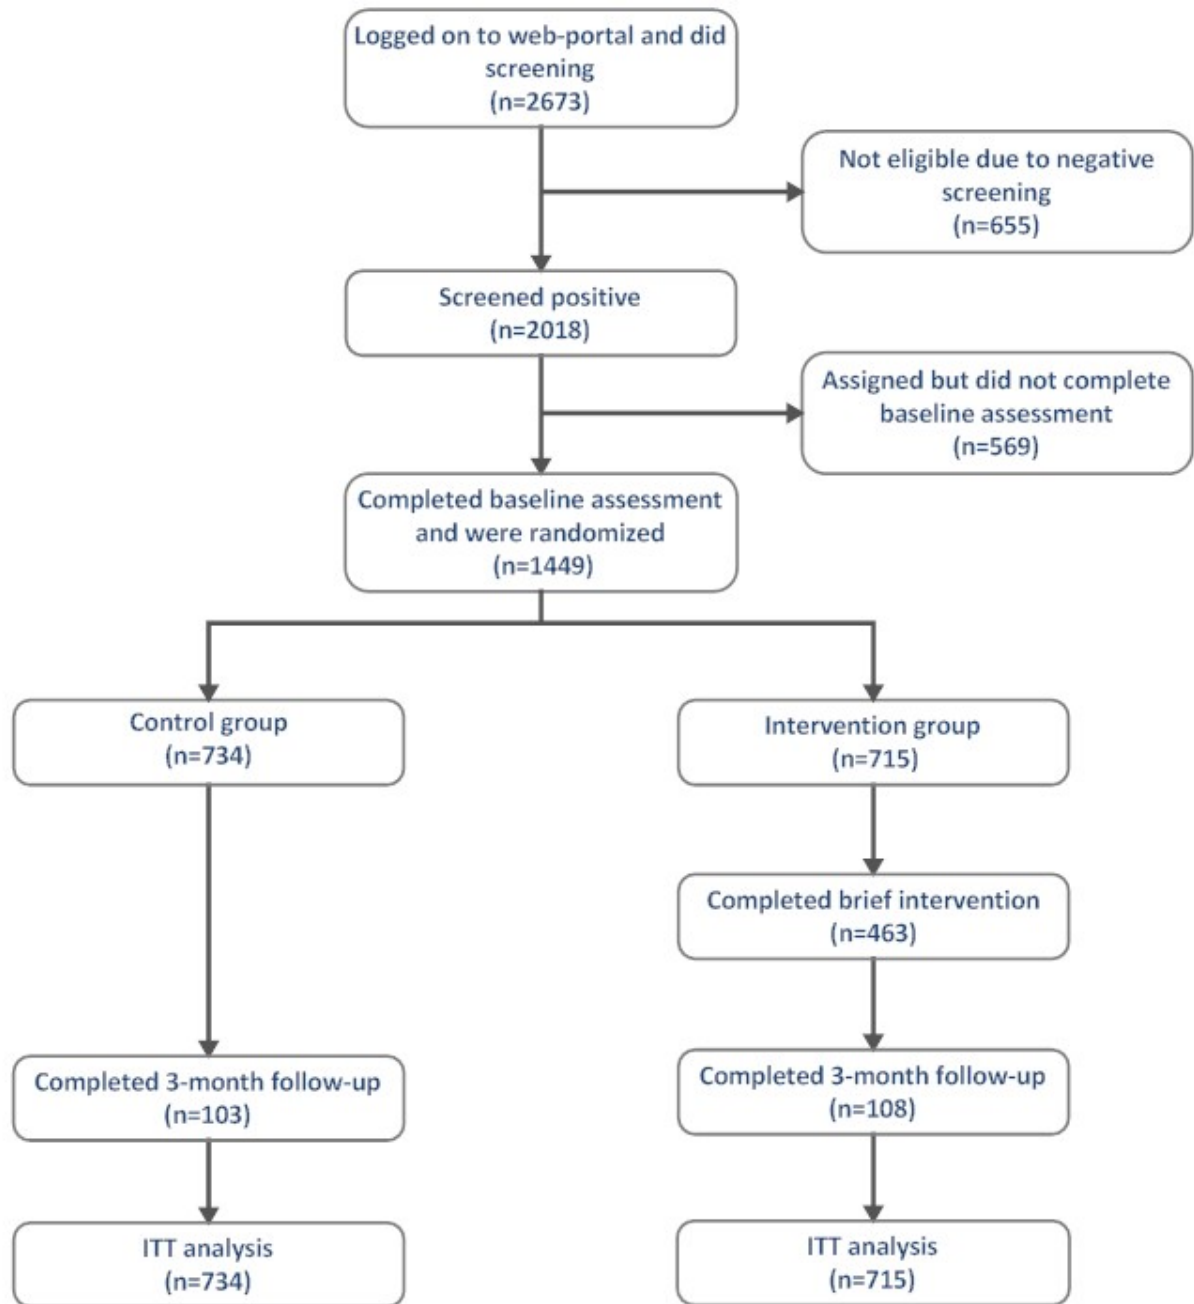 Logged on to web-portal and did
screening
(n=2673)
Not eligible due to negative
screening
(n=655)
Screened positive
(n=2018)
Assigned but did not complete
baseline assessment
(n=569)
Completed baseline assessment
and were randomized
(n=1449)
Control group
(n=734)
Intervention group
(n=715)
Completed brief intervention
(n=463)
Completed 3-month follow-up
(n=103)
Completed 3-month follow-up
(n=108)
ITT analysis
(n=734)
ITT analysis
(n=715)